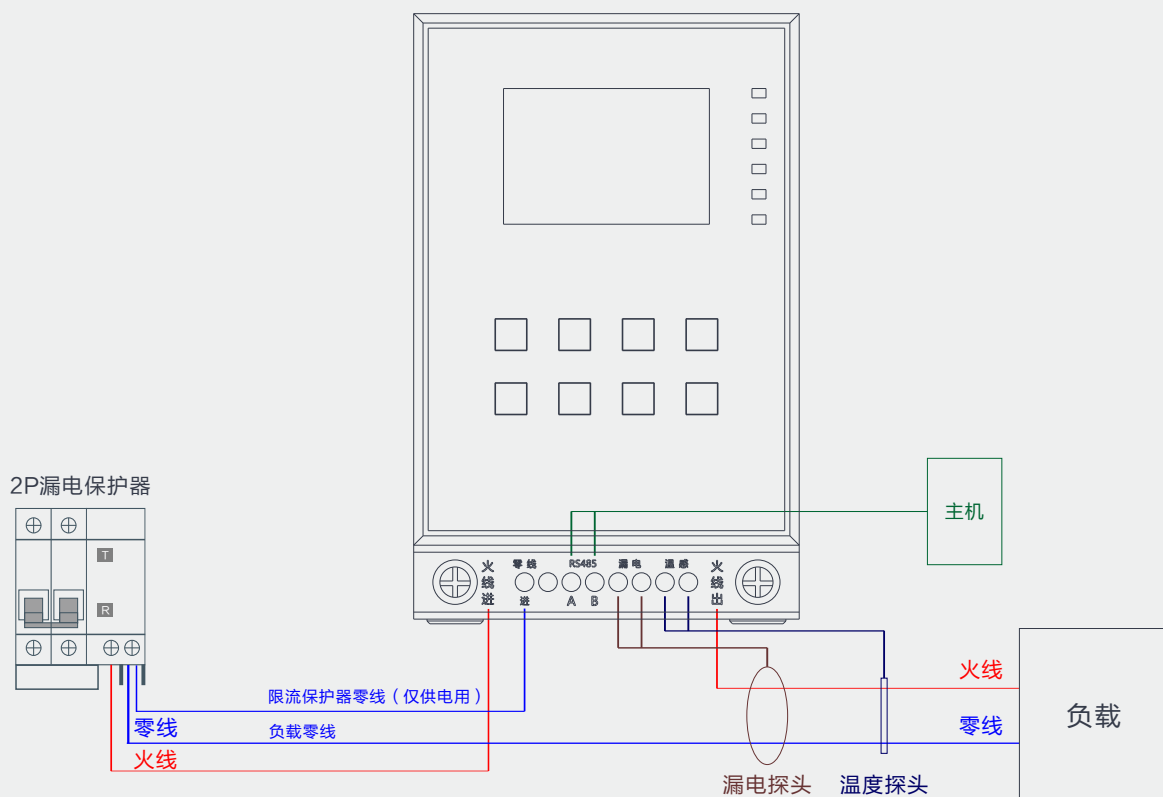 2P漏电保护器
T
R
火线进
零线
进
RS485
A
B
漏电
温感
火线出
主机
限流保护器零线（仅供电用）
零线
负载零线
火线
火线
零线
负载
漏电探头
温度探头